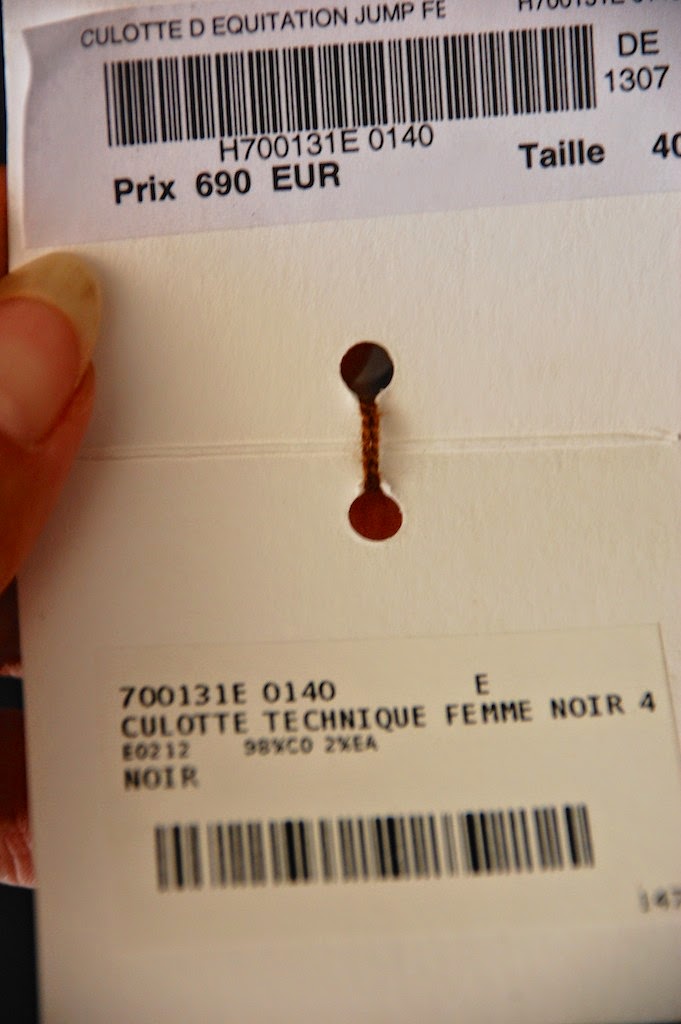 CULOTTE D EQUITATION JUMP FE
DE
1307
H700131E 0140
Prix 690 EUR Taille 40
700131E 0140 E
CULOTTE TECHNIQUE FEMME NOIR 4
E0212 98%CO 2%EA
NOIR